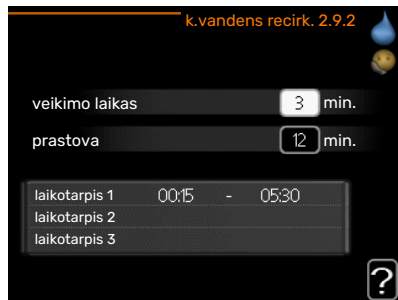 k.vandens recirk. 2.9.2
veikimo laikas 3 min.
prastova 12 min.
laikotarpis 1 00:15 - 05:30
laikotarpis 2
laikotarpis 3
?